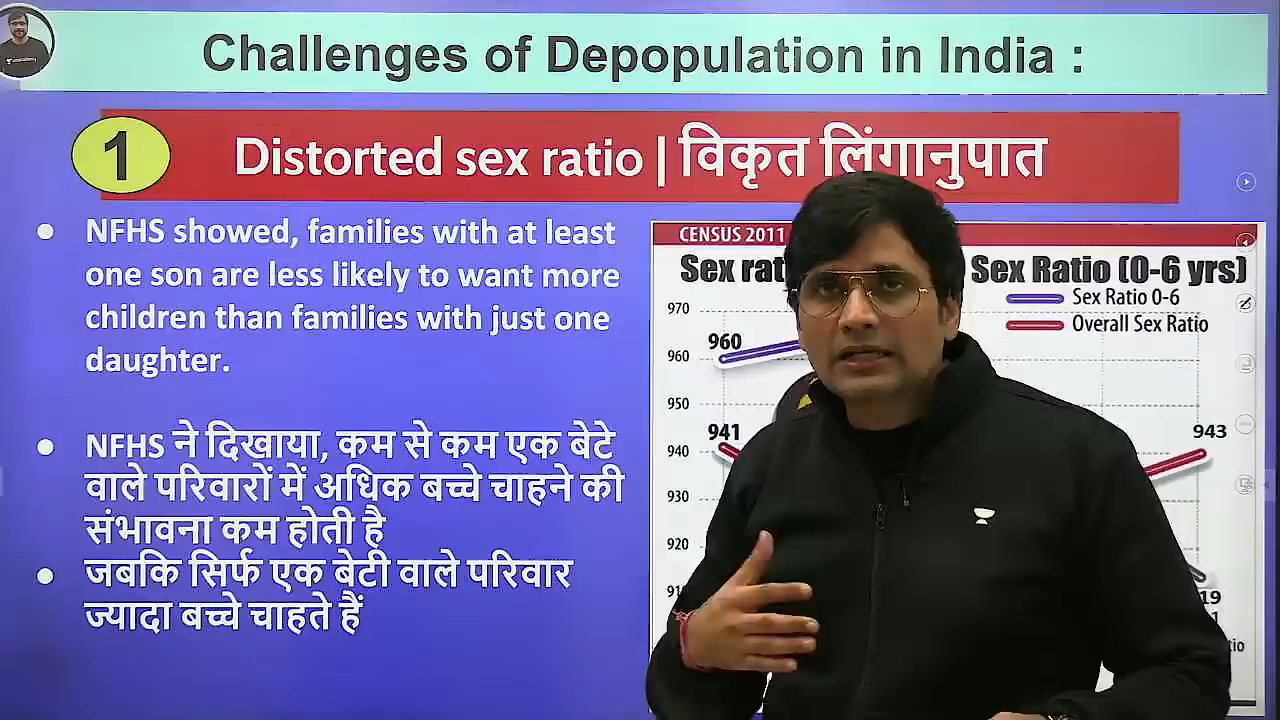 Challenges of Depopulation in India :
1
Distorted sex ratio | विकृत लिंगानुपात
NFHS showed, families with at least
one son are less likely to want more
children than families with just one
daughter.
NFHS ने दिखाया, कम से कम एक बेटे
वाले परिवारों में अधिक बच्चे चाहने की
संभावना कम होती है
जबकि सिर्फ एक बेटी वाले परिवार
ज्यादा बच्चे चाहते हैं
CENSUS 2011
Sex Ratio (0-6 yrs)
Sex Ratio 0-6
Overall Sex Ratio
970
960
960
950
941
943
940
930
920